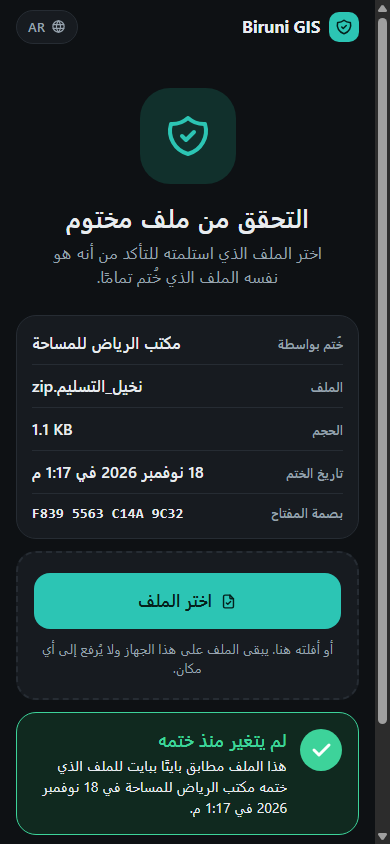 Biruni GIS
AR
التحقق من ملف مختوم
اختر الملف الذي استلمته للتأكد من أنه هو
نفسه الملف الذي خُتم تمامًا.
خُتم بواسطة مكتب الرياض للمساحة
الملف نخيل_التسليم.zip
الحجم 1.1 KB
تاريخ الختم 18 نوفمبر 2026 في 1:17 م
بصمة المفتاح F839 5563 C14A 9C32
اختر الملف
أو أفلته هنا. يبقى الملف على هذا الجهاز ولا يُرفع إلى أي
مكان.
لم يتغير منذ ختمه
هذا الملف مطابق بايتًا ببايت للملف الذي
ختمه مكتب الرياض للمساحة في 18 نوفمبر
2026 في 1:17 م.